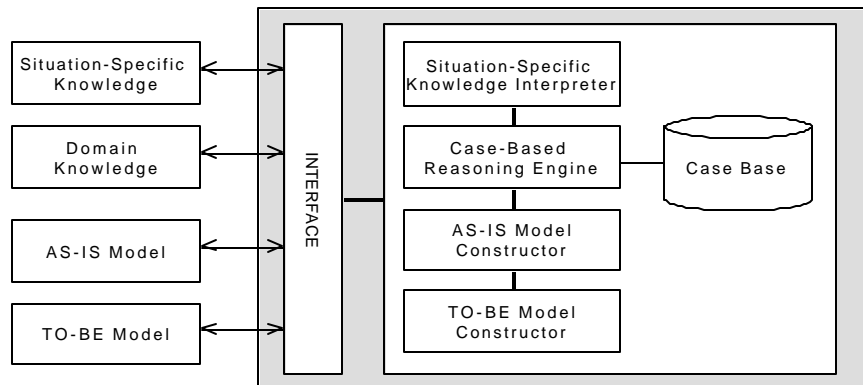 Situation-Specific
Knowledge
Domain
Knowledge
AS-IS Model
TO-BE Model
INTERFACE
Situation-Specific
Knowledge Interpreter
Case-Based
Reasoning Engine
AS-IS Model
Constructor
TO-BE Model
Constructor
Case Base